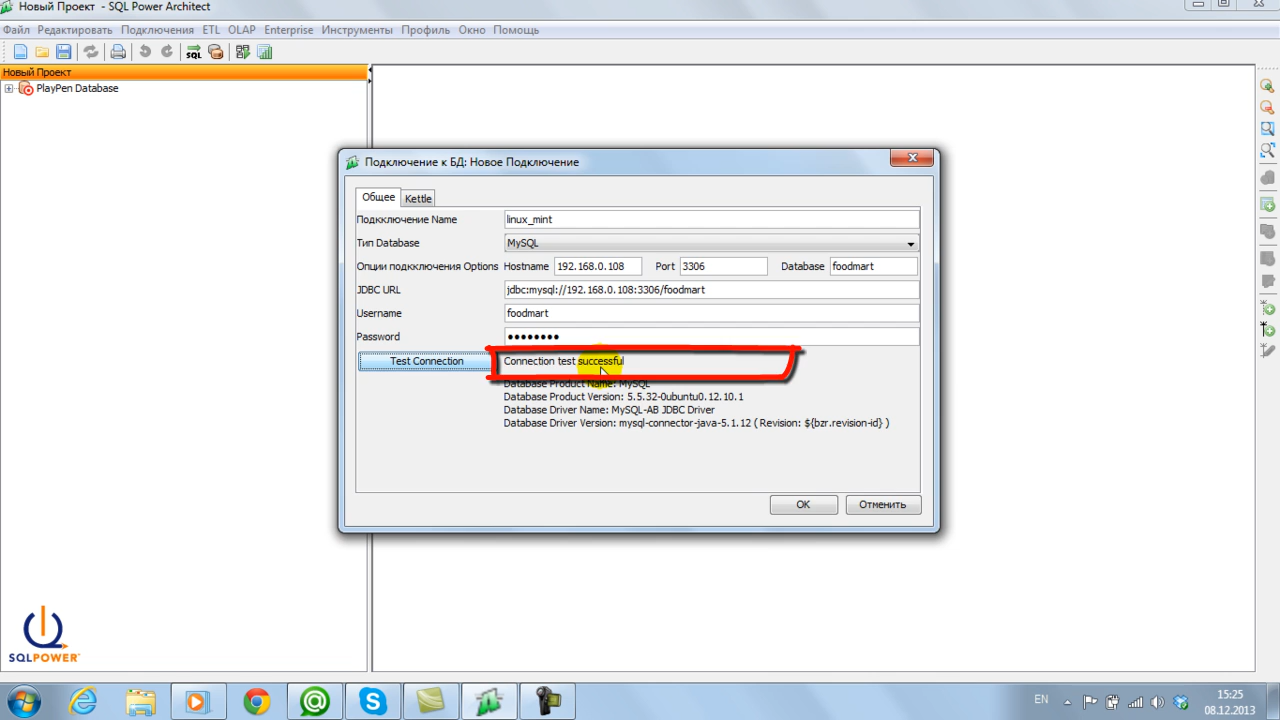 Новый Проект - SQL Power Architect
Файл Редактировать Подключения ETL OLAP Enterprise Инструменты Профиль Окно Помощь
SQL
Новый Проект
PlayPen Database
Подключение к БД: Новое Подключение
Общее Kettle
Подкключение Name linux_mint
Тип Database MySQL
Опции подкключения Options Hostname 192.168.0.108 Port 3306 Database foodmart
JDBC URL jdbc:mysql://192.168.0.108:3306/foodmart
Username foodmart
Password ●●●●●●●●
Test Connection Connection test successful
Database Product Name: MySQL
Database Product Version: 5.5.32-0ubuntu0.12.10.1
Database Driver Name: MySQL-AB JDBC Driver
Database Driver Version: mysql-connector-java-5.1.12 ( Revision: ${bzr.revision-id} )
OK Отменить
SQLPOWER
EN 15:25
08.12.2013